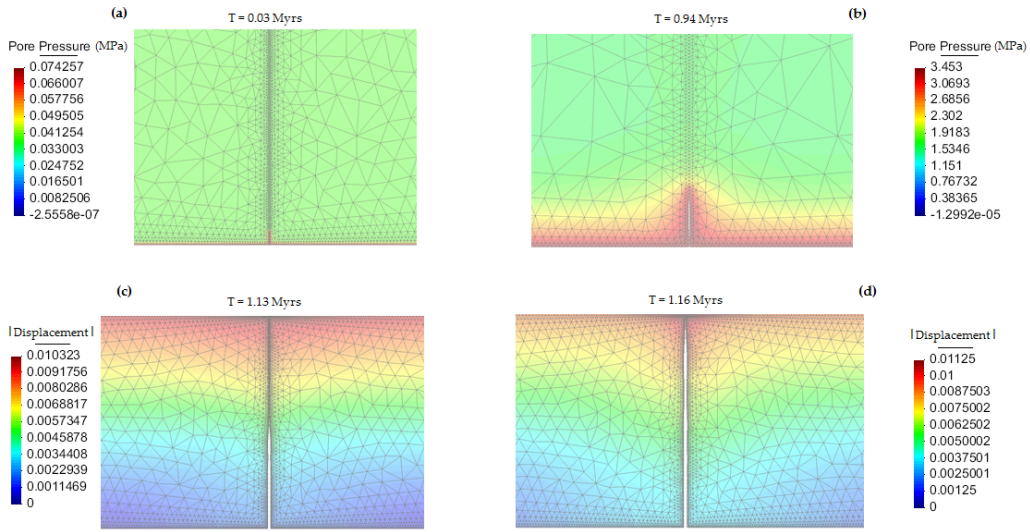 (a)
T = 0.03 Myrs
Pore Pressure (MPa)
0.074257
0.066007
0.057756
0.049505
0.041254
0.033003
0.024752
0.016501
0.0082506
-2.5558e-07
T = 0.94 Myrs
(b)
Pore Pressure (MPa)
3.453
3.0693
2.6856
2.302
1.9183
1.5346
1.151
0.76732
0.38365
-1.2992e-05
(c)
T = 1.13 Myrs
|Displacement|
0.010323
0.0091756
0.0080286
0.0068817
0.0057347
0.0045878
0.0034408
0.0022939
0.0011469
0
T = 1.16 Myrs
(d)
|Displacement|
0.01125
0.01
0.0087503
0.0075002
0.0062502
0.0050002
0.0037501
0.0025001
0.00125
0